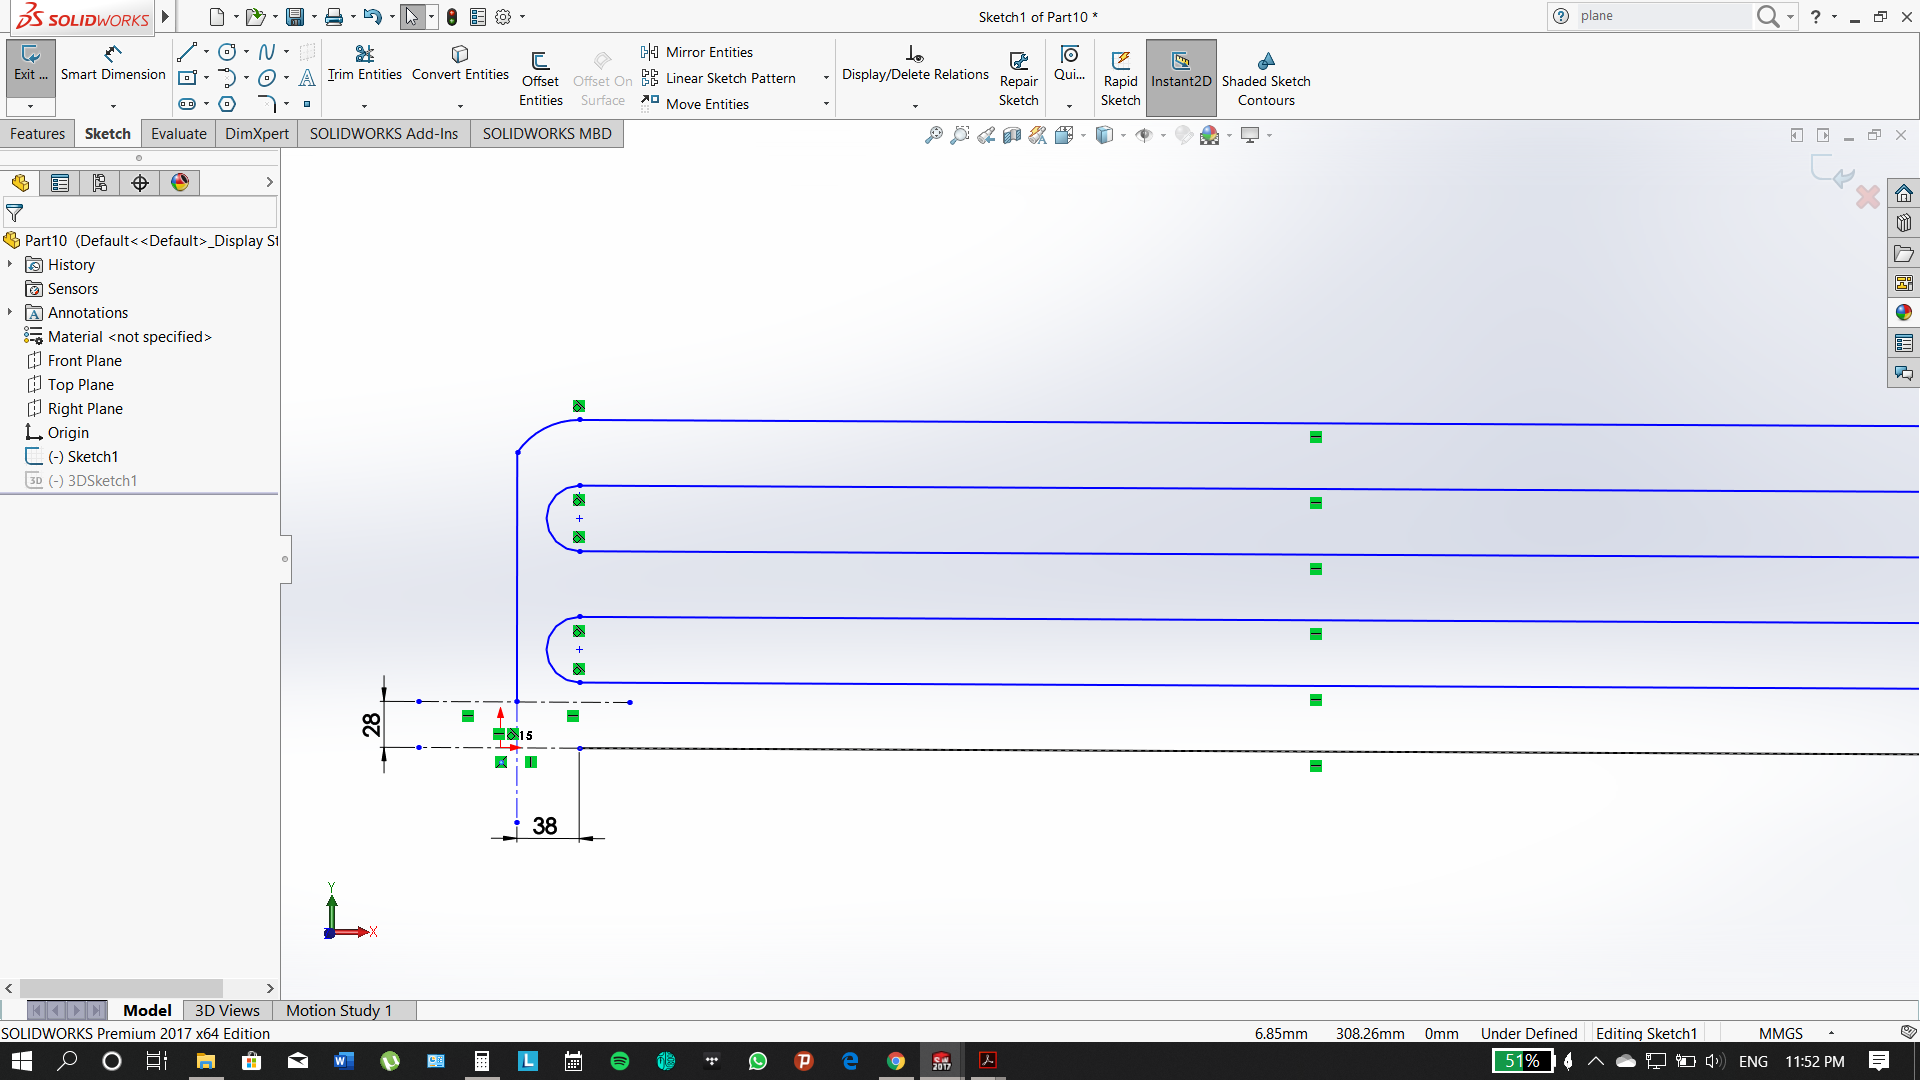 SOLIDWORKS
Sketch1 of Part10 *
plane
?
Exit ...
Smart Dimension
Trim Entities
Convert Entities
Offset Entities
Offset On Surface
Mirror Entities
Linear Sketch Pattern
Move Entities
Display/Delete Relations
Repair Sketch
Qui...
Rapid Sketch
Instant2D
Shaded Sketch Contours
Features
Sketch
Evaluate
DimXpert
SOLIDWORKS Add-Ins
SOLIDWORKS MBD
Part10 (Default<<Default>_Display St
History
Sensors
Annotations
Material <not specified>
Front Plane
Top Plane
Right Plane
Origin
(-) Sketch1
3D (-) 3DSketch1
28
15
38
Y
X
Z
Model
3D Views
Motion Study 1
SOLIDWORKS Premium 2017 x64 Edition
6.85mm
308.26mm
0mm
Under Defined
Editing Sketch1
MMGS
51%
ENG
11:52 PM